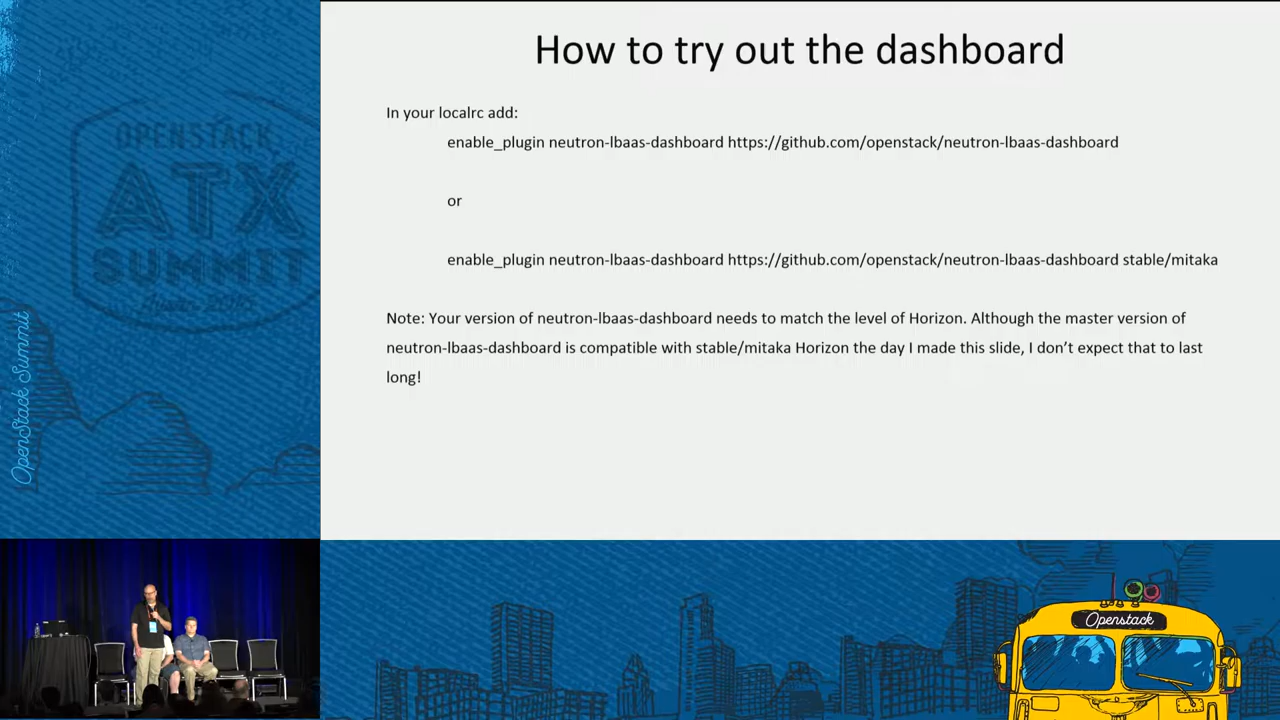 How to try out the dashboard
In your localrc add:
enable_plugin neutron-lbaas-dashboard https://github.com/openstack/neutron-lbaas-dashboard
or
enable_plugin neutron-lbaas-dashboard https://github.com/openstack/neutron-lbaas-dashboard stable/mitaka
Note: Your version of neutron-lbaas-dashboard needs to match the level of Horizon. Although the master version of
neutron-lbaas-dashboard is compatible with stable/mitaka Horizon the day I made this slide, I don’t expect that to last
long!
OPENSTACK
ATX
SUMMIT
OpenStack Summit
Openstack